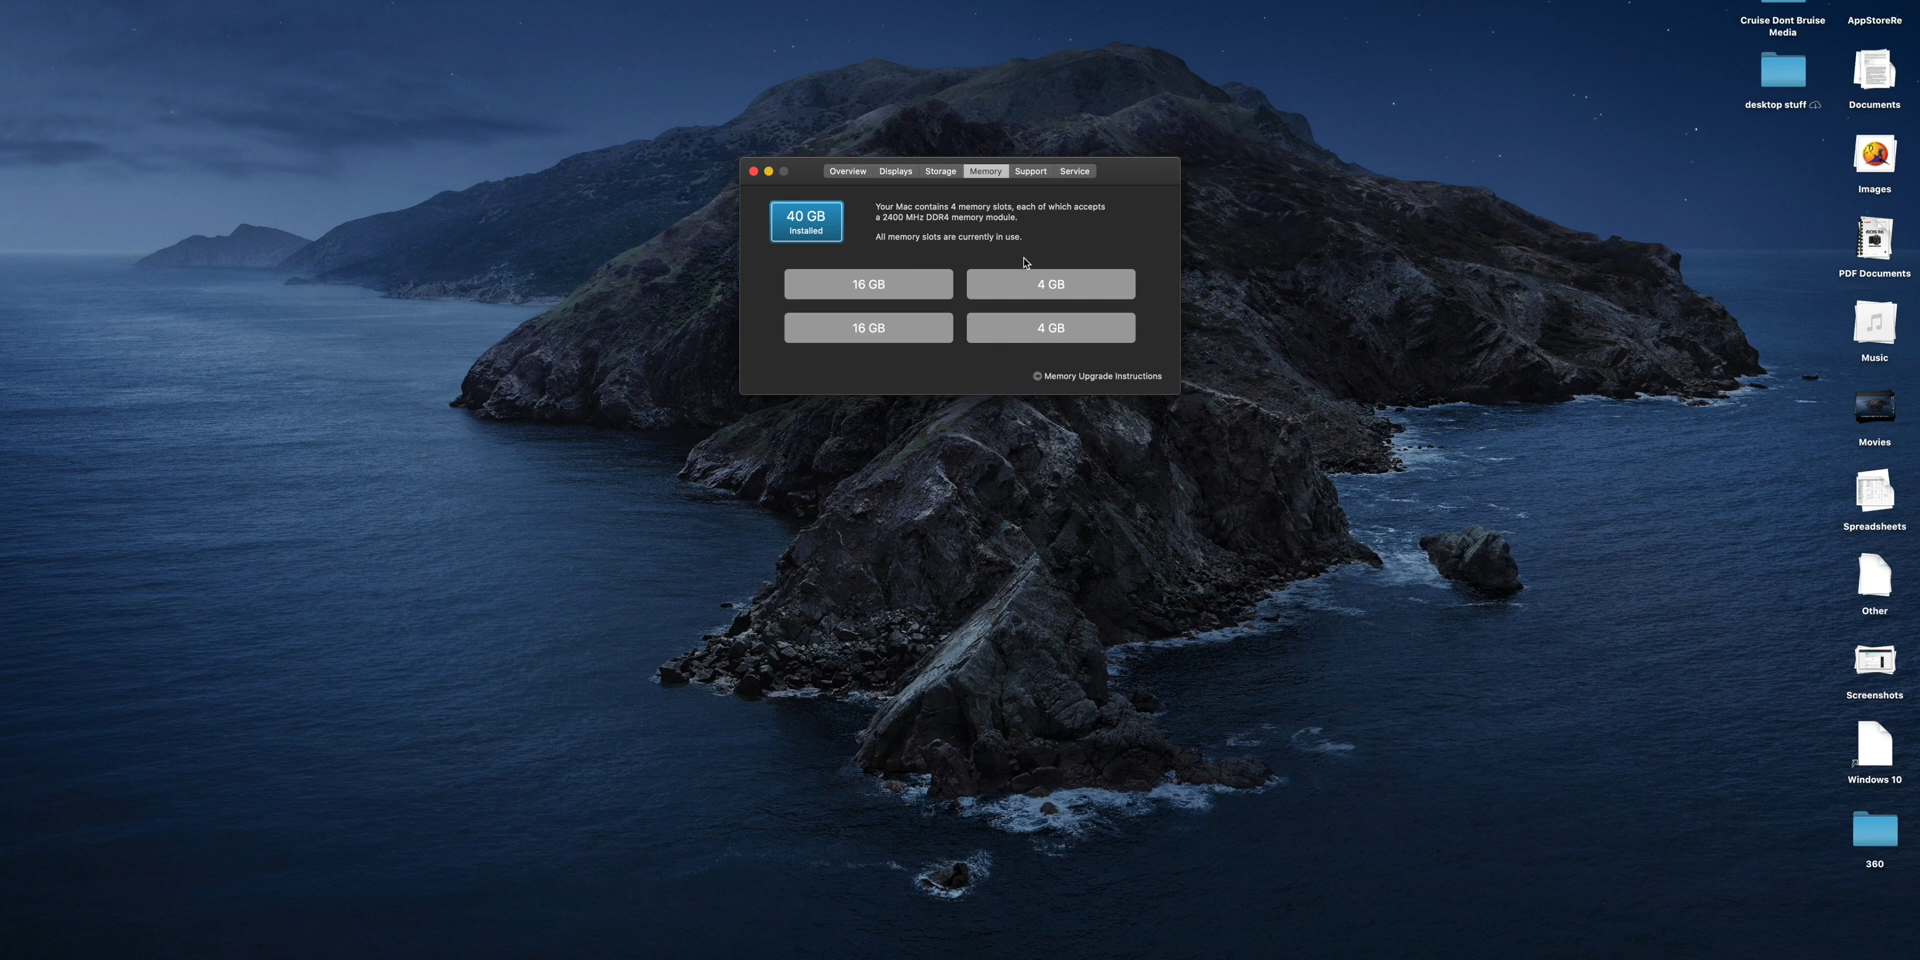 Cruise Dont Bruise
Media
AppStoreRe
desktop stuff
Documents
Overview Displays Storage Memory Support Service
40 GB
Installed
Your Mac contains 4 memory slots, each of which accepts
a 2400 MHz DDR4 memory module.
All memory slots are currently in use.
16 GB 4 GB
16 GB 4 GB
Memory Upgrade Instructions
Images
PDF Documents
Music
Movies
Spreadsheets
Other
Screenshots
Windows 10
360